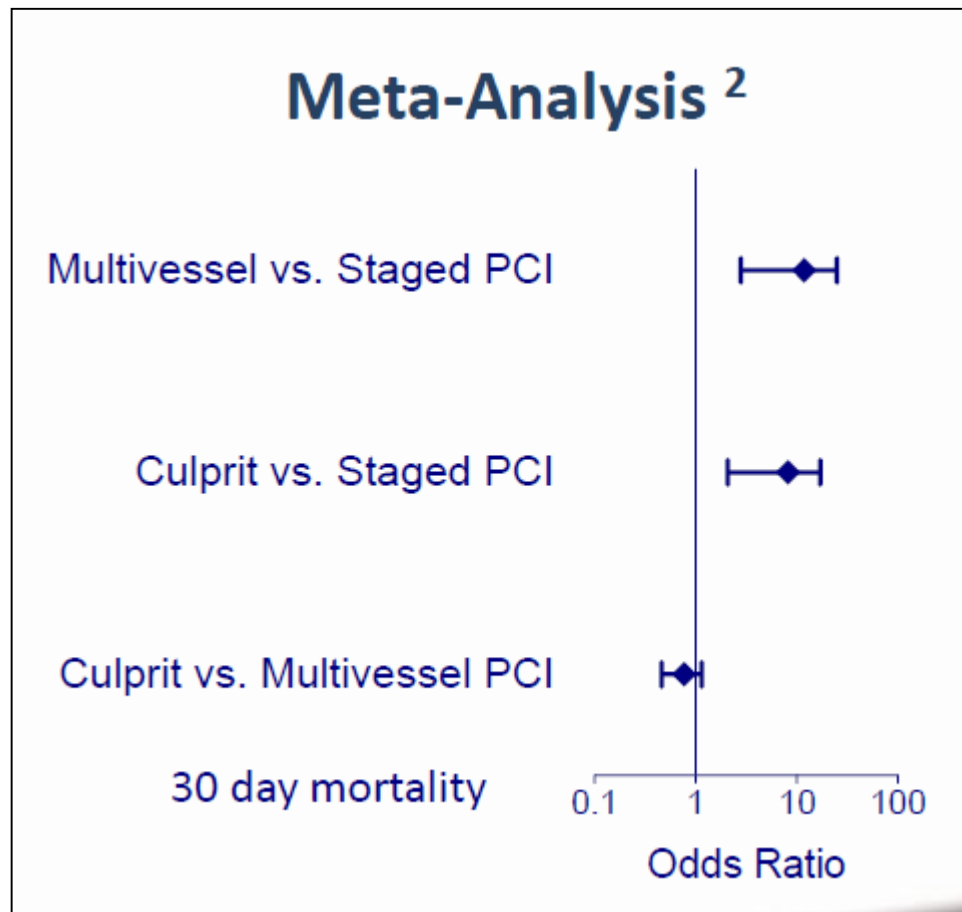 Meta-Analysis 2
Multivessel vs. Staged PCI
Culprit vs. Staged PCI
Culprit vs. Multivessel PCI
30 day mortality
0.1 1 10 100
Odds Ratio